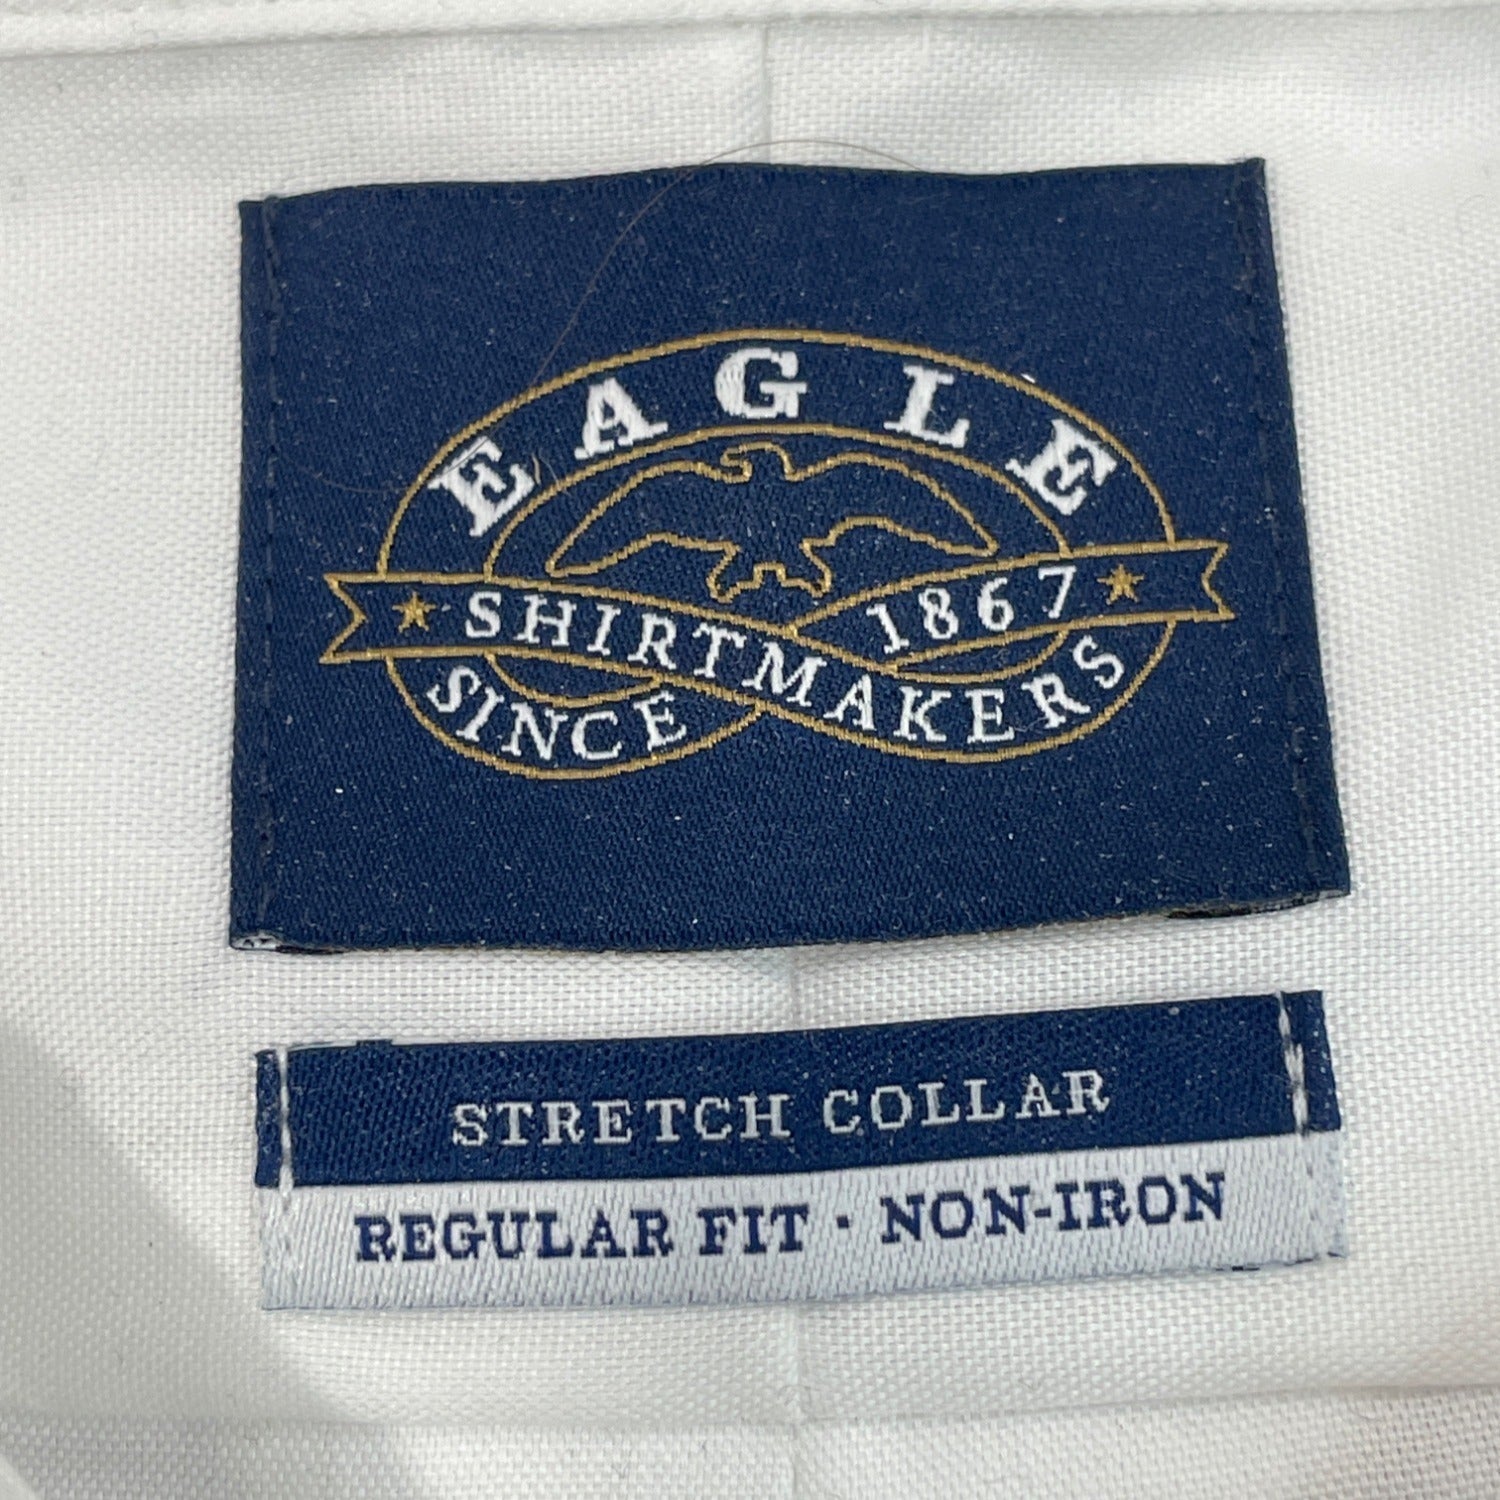 EAGLE
SHIRTMAKERS
SINCE 1867
STRETCH COLLAR
REGULAR FIT · NON-IRON